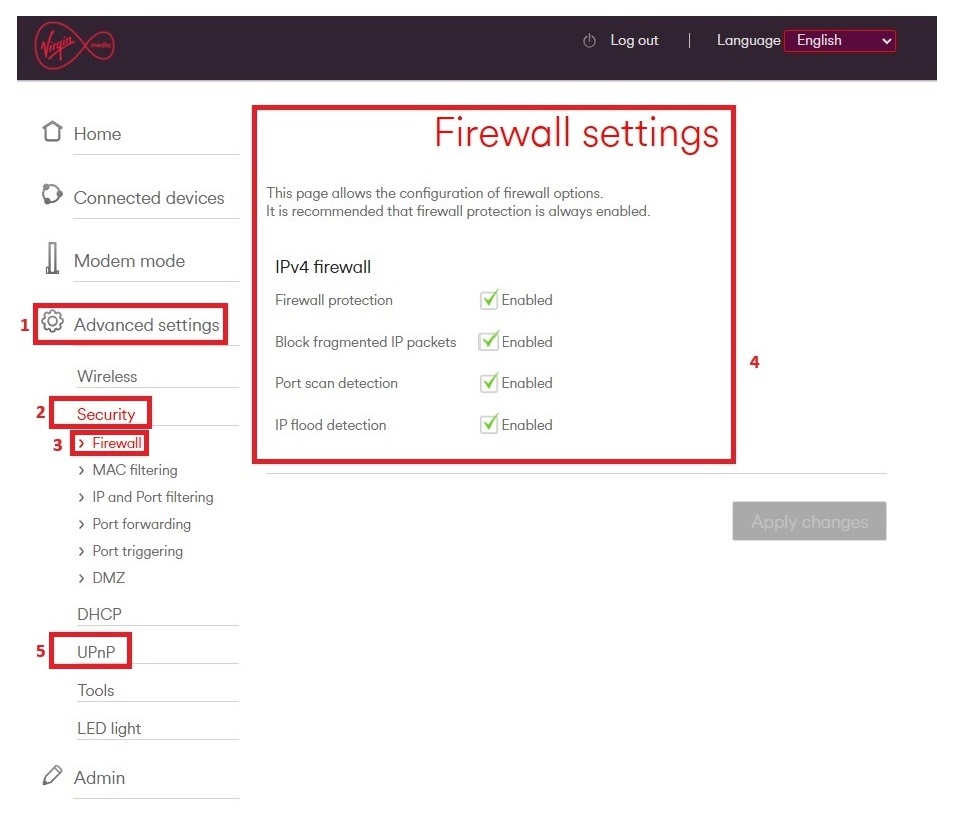 Virgin media
Log out | Language English
Home
Connected devices
Modem mode
1 Advanced settings
Wireless
2 Security
3 > Firewall
> MAC filtering
> IP and Port filtering
> Port forwarding
> Port triggering
> DMZ
DHCP
5 UPnP
Tools
LED light
Admin
Firewall settings
This page allows the configuration of firewall options.
It is recommended that firewall protection is always enabled.
IPv4 firewall
Firewall protection Enabled
Block fragmented IP packets Enabled
Port scan detection Enabled
IP flood detection Enabled
4
Apply changes